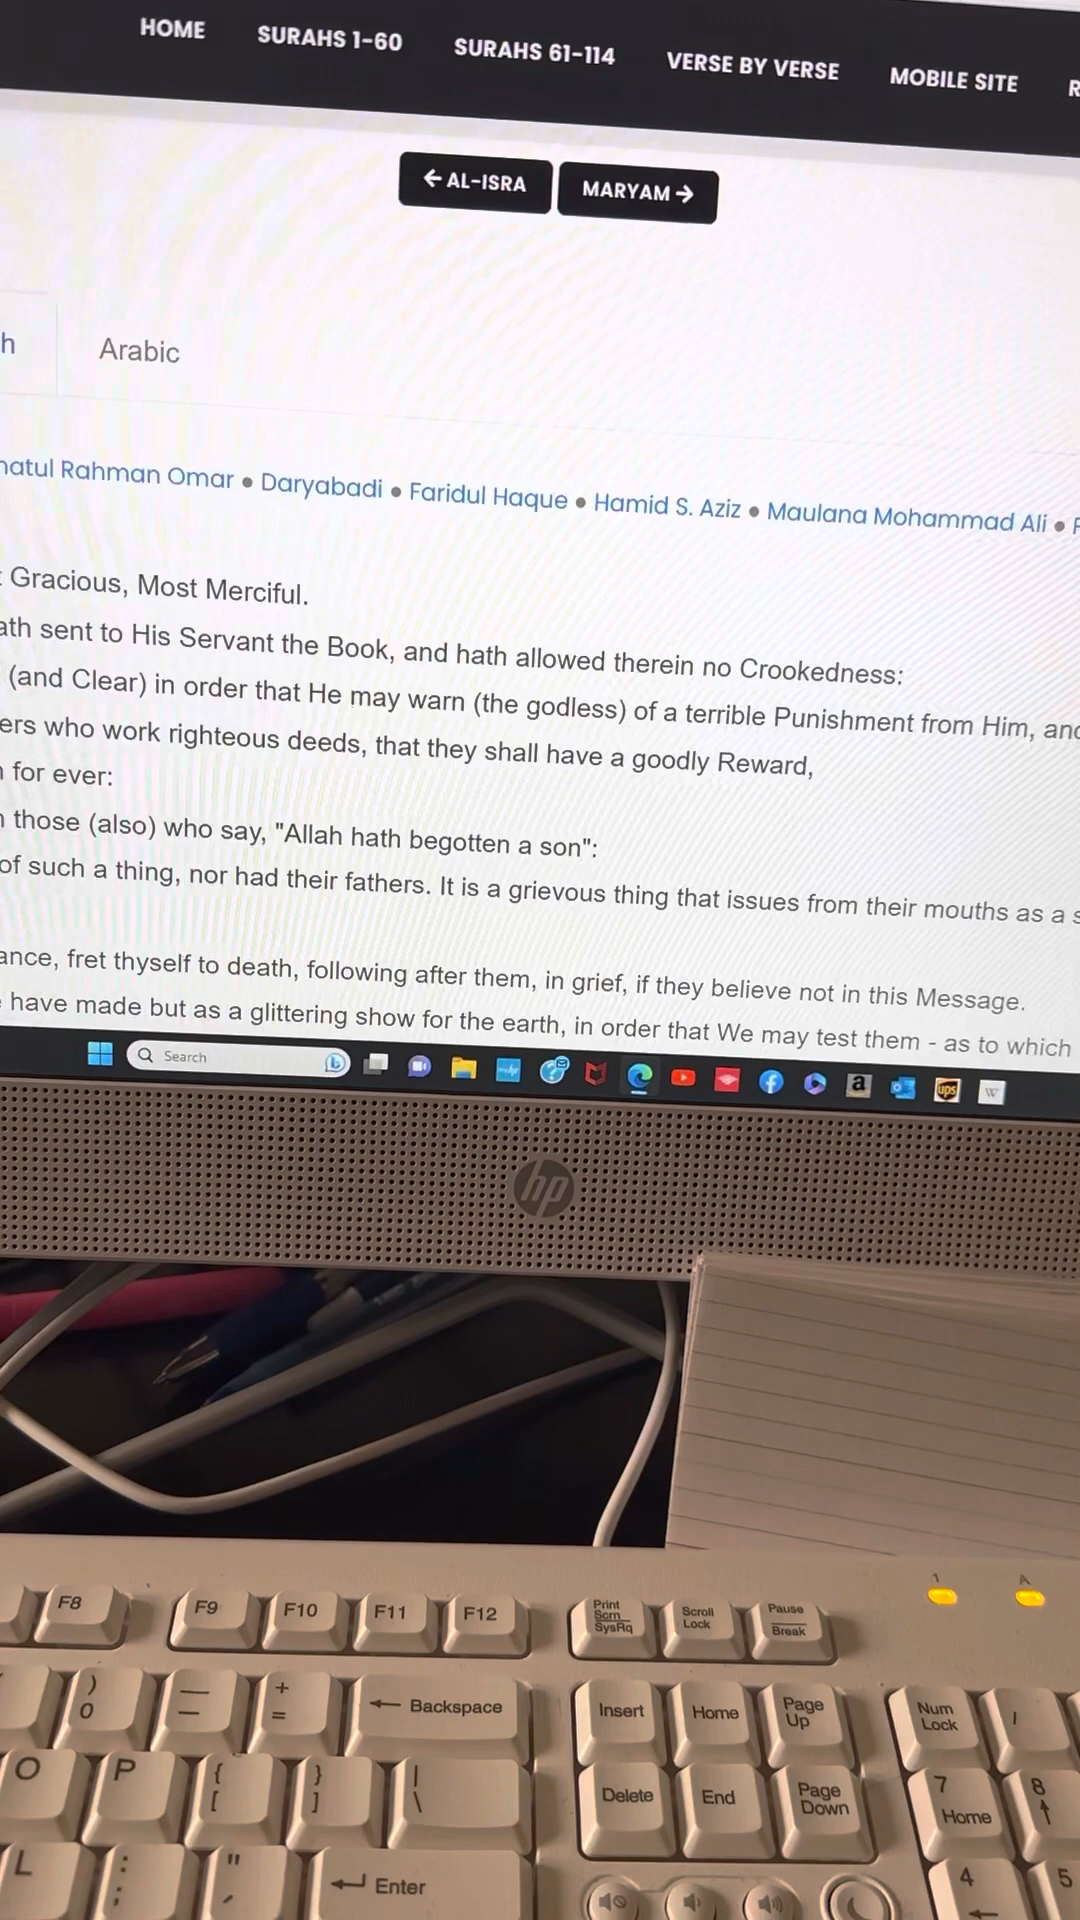 HOME SURAHS 1-60 SURAHS 61-114 VERSE BY VERSE MOBILE SITE R
← AL-ISRA MARYAM →
h Arabic
natul Rahman Omar • Daryabadi • Faridul Haque • Hamid S. Aziz • Maulana Mohammad Ali •
Gracious, Most Merciful.
ath sent to His Servant the Book, and hath allowed therein no Crookedness:
(and Clear) in order that He may warn (the godless) of a terrible Punishment from Him, and
ers who work righteous deeds, that they shall have a goodly Reward,
for ever:
those (also) who say, "Allah hath begotten a son":
of such a thing, nor had their fathers. It is a grievous thing that issues from their mouths as a s
ance, fret thyself to death, following after them, in grief, if they believe not in this Message.
have made but as a glittering show for the earth, in order that We may test them - as to which
Search
a
ups
W
hp
1 A
F8 F9 F10 F11 F12 Print Scrn SysRq Scroll Lock Pause Break
) 0 — – + = ← Backspace Insert Home Page Up Num Lock /
O P { [ } ] | \ Delete End Page Down 7 Home 8 ↑
L : ; " ' Enter 4 ← 5